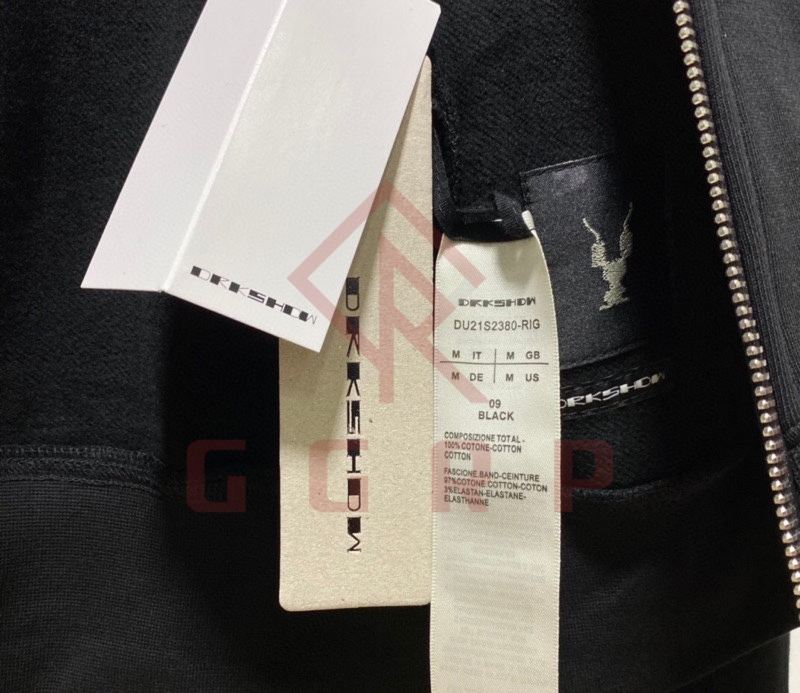 DRKSHDW
DRKSHDW
DRKSHDW
DU21S2380-RIG
M IT M GB
M DE M US
09
BLACK
COMPOSIZIONE TOTAL-
100% COTONE-COTTON
COTTON
FASCIONE.BAND-CEINTURE
97%COTONE COTTON-COTON
3%ELASTAN-ELASTANE-
ELASTHANNE
DRKSHDW